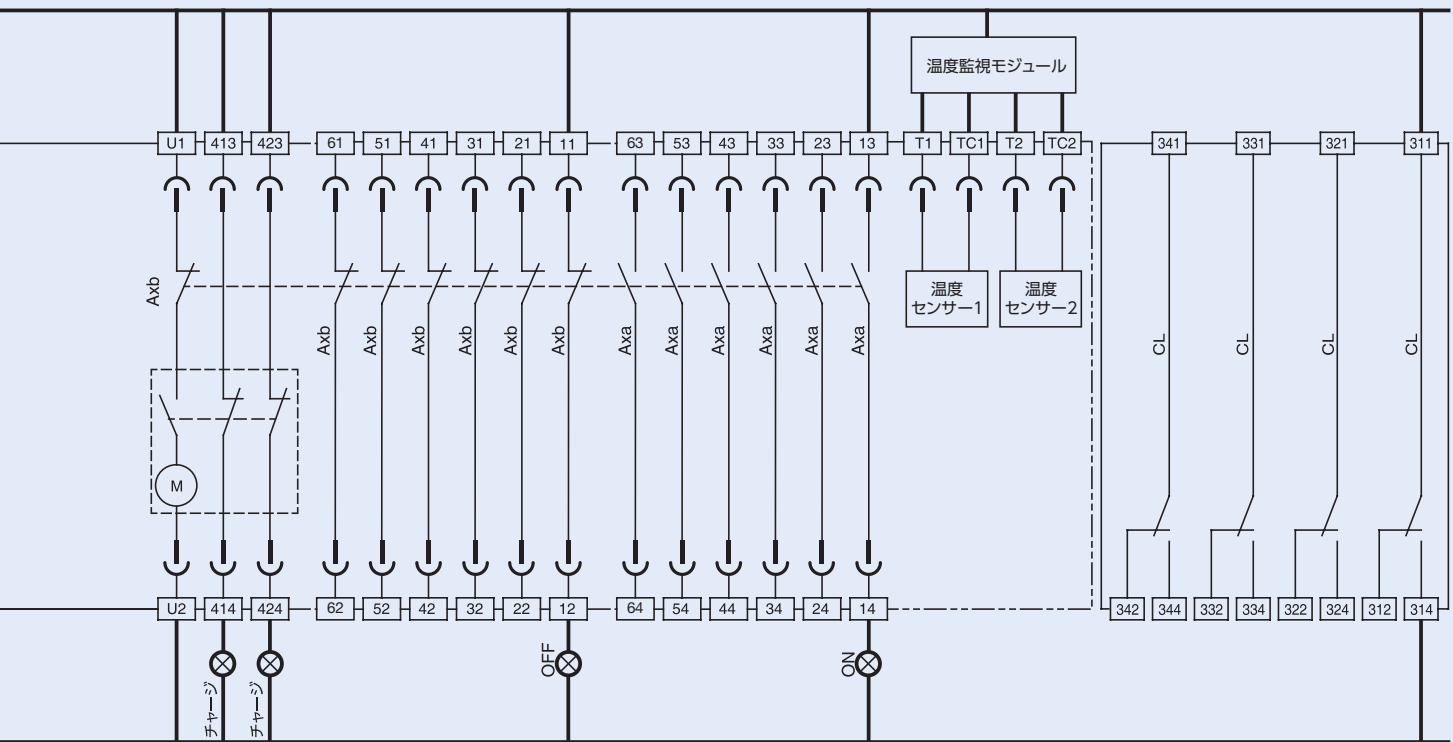 温度監視モジュール
U1 413 423 61 51 41 31 21 11 63 53 43 33 23 13 T1 TC1 T2 TC2 341 331 321 311
Axb
温度
センサー1
温度
センサー2
Axb Axb Axb Axb Axb Axb Axa Axa Axa Axa Axa Axa CL CL CL CL
M
U2 414 424 62 52 42 32 22 12 64 54 44 34 24 14 342 344 332 334 322 324 312 314
チャージ チャージ OFF ON